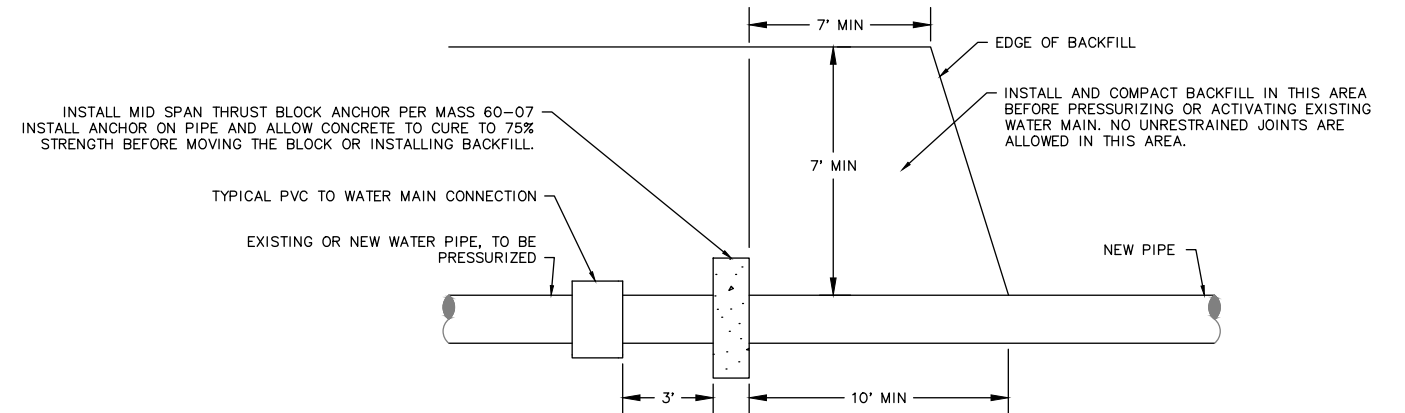 7' MIN
EDGE OF BACKFILL
INSTALL AND COMPACT BACKFILL IN THIS AREA
BEFORE PRESSURIZING OR ACTIVATING EXISTING
WATER MAIN. NO UNRESTRAINED JOINTS ARE
ALLOWED IN THIS AREA.
INSTALL MID SPAN THRUST BLOCK ANCHOR PER MASS 60-07
INSTALL ANCHOR ON PIPE AND ALLOW CONCRETE TO CURE TO 75%
STRENGTH BEFORE MOVING THE BLOCK OR INSTALLING BACKFILL.
7' MIN
TYPICAL PVC TO WATER MAIN CONNECTION
EXISTING OR NEW WATER PIPE, TO BE
PRESSURIZED
NEW PIPE
3'
10' MIN